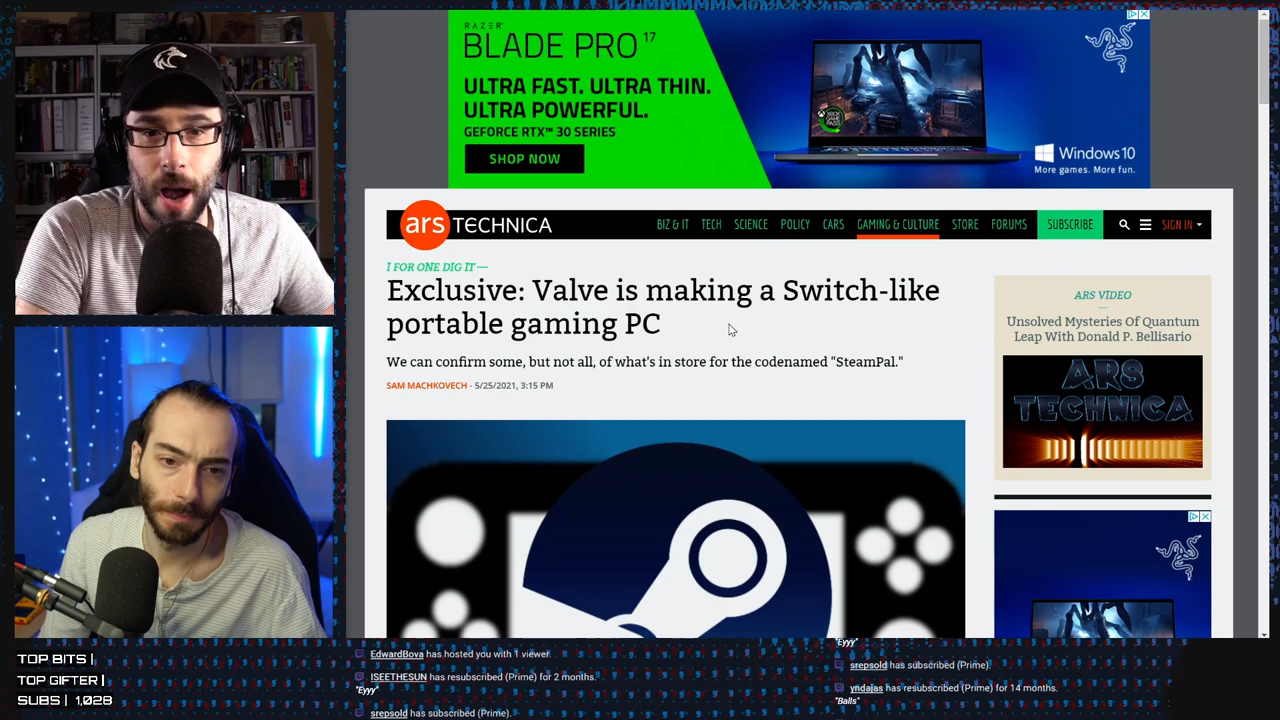 RAZER
BLADE PRO 17
ULTRA FAST. ULTRA THIN.
ULTRA POWERFUL.
GEFORCE RTX™ 30 SERIES
SHOP NOW
XBOX
GAME
PASS
Windows 10
More games. More fun.
ars TECHNICA
BIZ & IT TECH SCIENCE POLICY CARS GAMING & CULTURE STORE FORUMS SUBSCRIBE SIGN IN
I FOR ONE DIG IT —
Exclusive: Valve is making a Switch-like
portable gaming PC
We can confirm some, but not all, of what's in store for the codenamed "SteamPal."
SAM MACHKOVECH - 5/25/2021, 3:15 PM
ARS VIDEO
Unsolved Mysteries Of Quantum
Leap With Donald P. Bellisario
ARS
TECHNICA
TOP BITS |
TOP GIFTER |
SUBS | 1,028
EdwardBova has hosted you with 1 viewer.
ISEETHESUN has resubscribed (Prime) for 2 months.
"Eyyy"
srepsold has subscribed (Prime).
"Eyyy"
srepsold has subscribed (Prime).
yndajas has resubscribed (Prime) for 14 months.
"Balls"